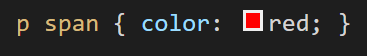 p span { color: red; }